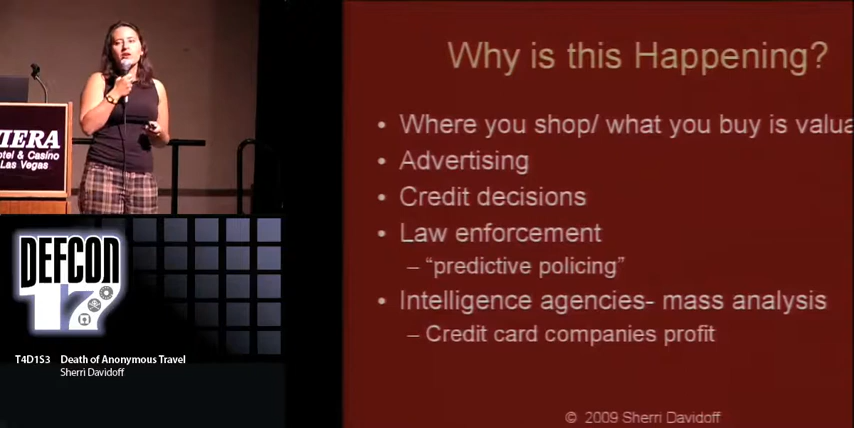 Why is this Happening?
• Where you shop/ what you buy is valua
• Advertising
• Credit decisions
• Law enforcement
– “predictive policing”
• Intelligence agencies- mass analysis
– Credit card companies profit
© 2009 Sherri Davidoff
IERA
otel & Casino
Las Vegas
DEFCON
17
T4D1S3 Death of Anonymous Travel
Sherri Davidoff